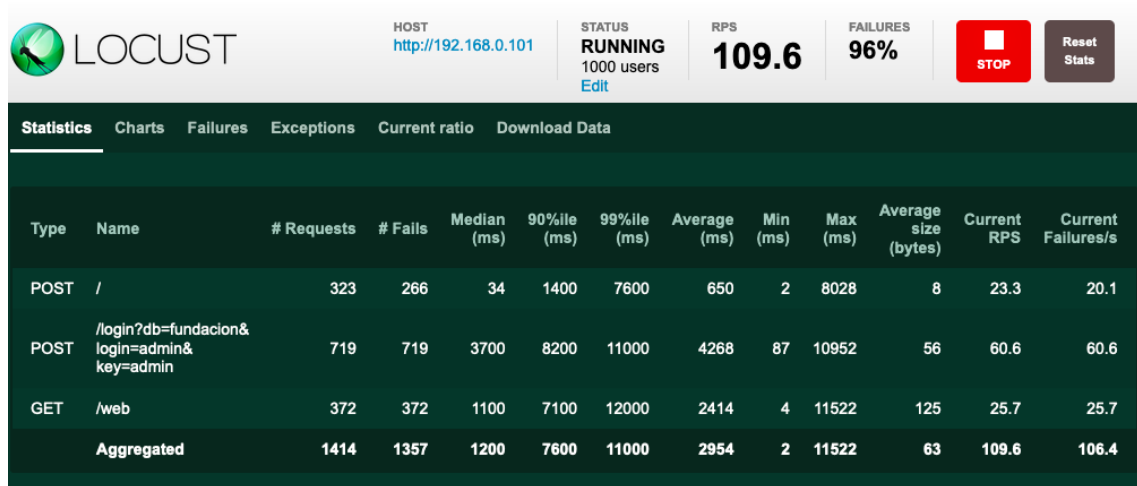 LOCUST
HOST
http://192.168.0.101
STATUS
RUNNING
1000 users
Edit
RPS
109.6
FAILURES
96%
STOP
Reset
Stats
Statistics Charts Failures Exceptions Current ratio Download Data
Type Name # Requests # Fails Median (ms) 90%ile (ms) 99%ile (ms) Average (ms) Min (ms) Max (ms) Average size (bytes) Current RPS Current Failures/s
POST / 323 266 34 1400 7600 650 2 8028 8 23.3 20.1
POST /login?db=fundacion&login=admin&key=admin 719 719 3700 8200 11000 4268 87 10952 56 60.6 60.6
GET /web 372 372 1100 7100 12000 2414 4 11522 125 25.7 25.7
Aggregated 1414 1357 1200 7600 11000 2954 2 11522 63 109.6 106.4